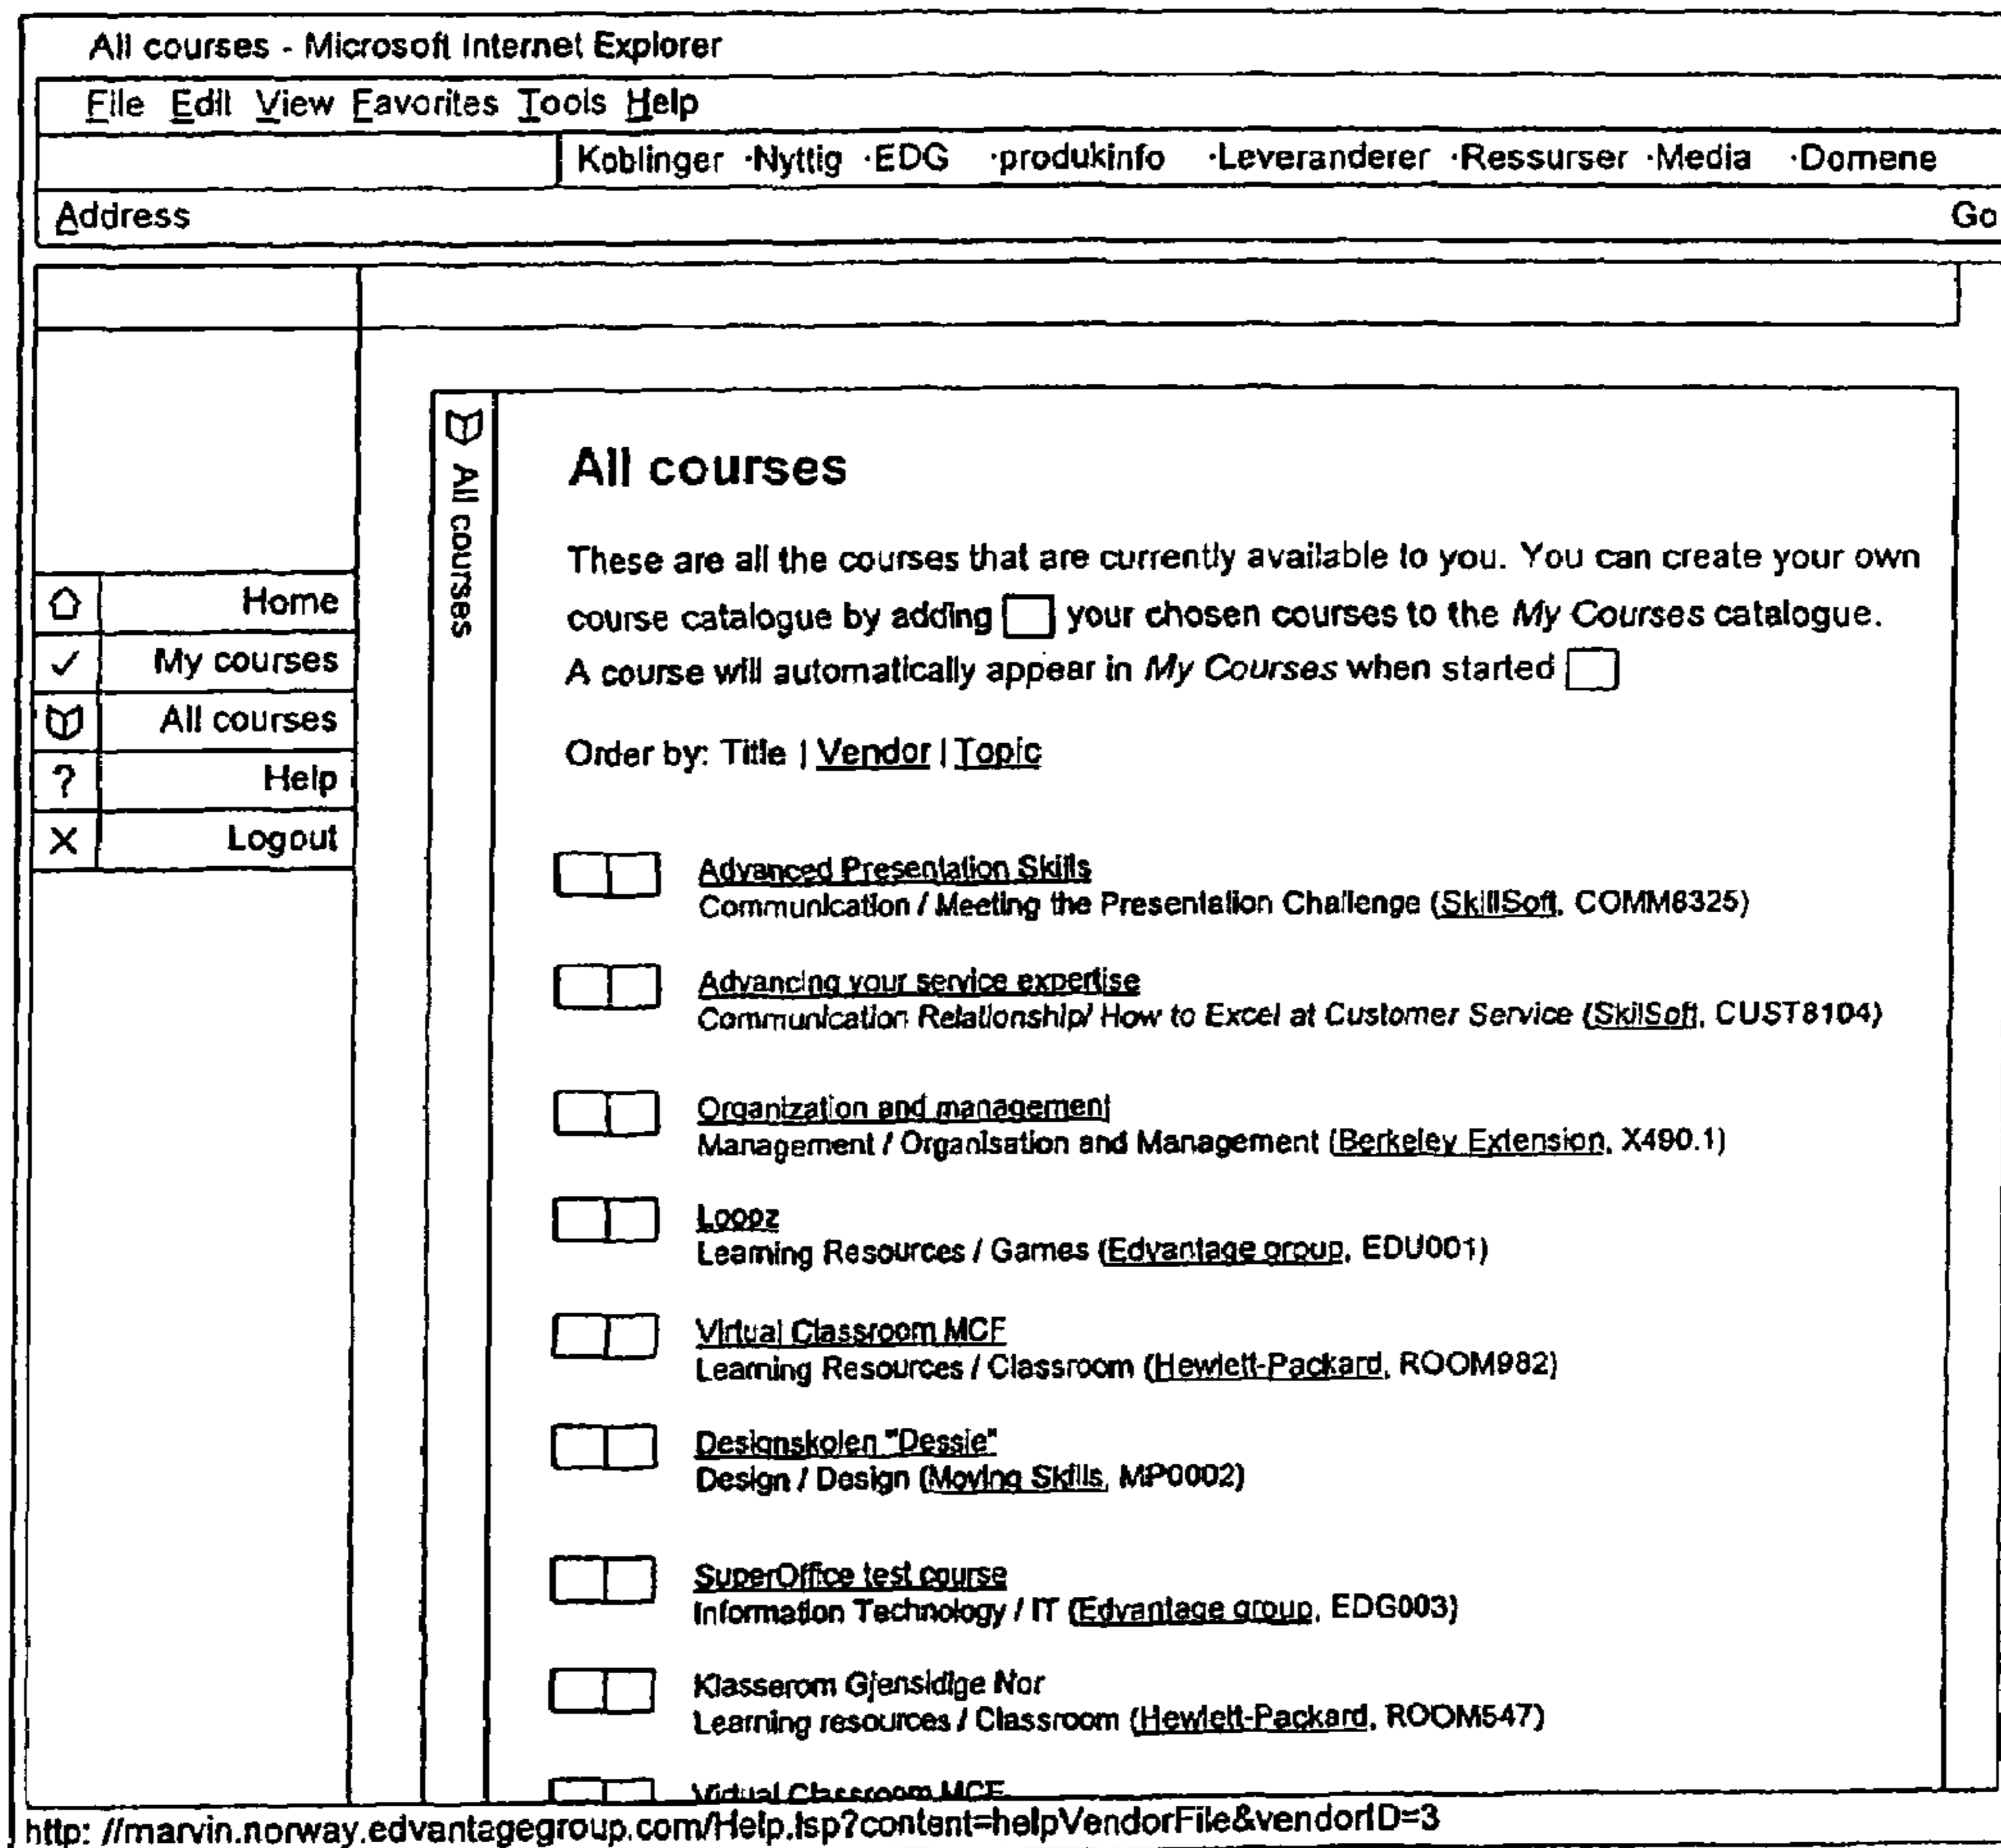 All courses - Microsoft Internet Explorer
File Edit View Favorites Tools Help
Koblinger ·Nyttig ·EDG ·produkinfo ·Leveranderer ·Ressurser ·Media ·Domene
Address Go
Home
My courses
All courses
Help
Logout
All courses
All courses
These are all the courses that are currently available to you. You can create your own
course catalogue by adding your chosen courses to the My Courses catalogue.
A course will automatically appear in My Courses when started
Order by: Title | Vendor | Topic
Advanced Presentation Skills
Communication / Meeting the Presentation Challenge (SkillSoft, COMM8325)
Advancing your service expertise
Communication Relationship/ How to Excel at Customer Service (SkilSoft, CUST8104)
Organization and management
Management / Organisation and Management (Berkeley Extension, X490.1)
Loopz
Learning Resources / Games (Edvantage group, EDU001)
Virtual Classroom MCF
Learning Resources / Classroom (Hewlett-Packard, ROOM982)
Designskolen "Dessie"
Design / Design (Moving Skills, MP0002)
SuperOffice test course
Information Technology / IT (Edvantage group, EDG003)
Klasserom Gjensidige Nor
Learning resources / Classroom (Hewlett-Packard, ROOM547)
Virtual Classroom MCF
http: //marvin.norway.edvantagegroup.com/Help.tsp?content=helpVendorFile&vendorID=3